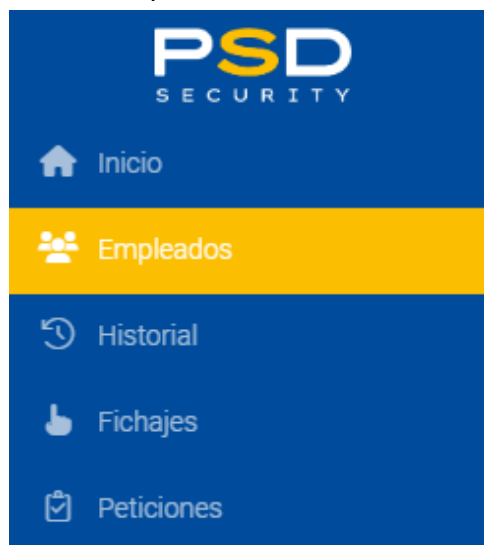 PSD
SECURITY
Inicio
Empleados
Historial
Fichajes
Peticiones